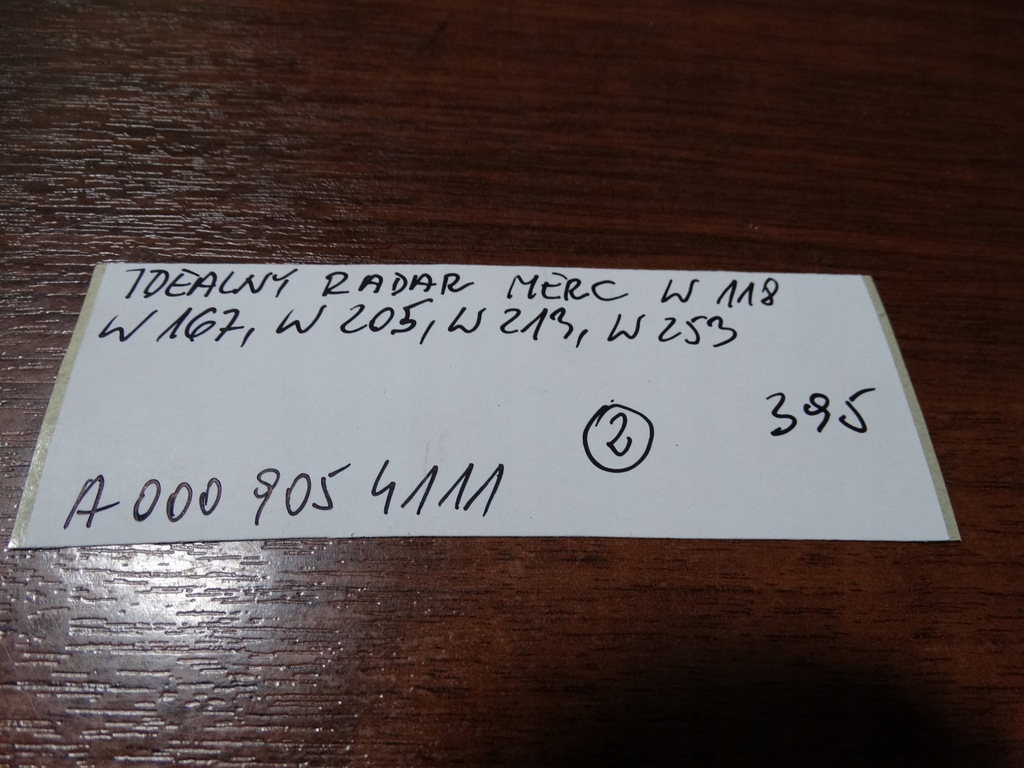 IDEALNY RADAR MERC W 118
W 167, W 205, W 213, W 253
2
395
A 000 905 4111